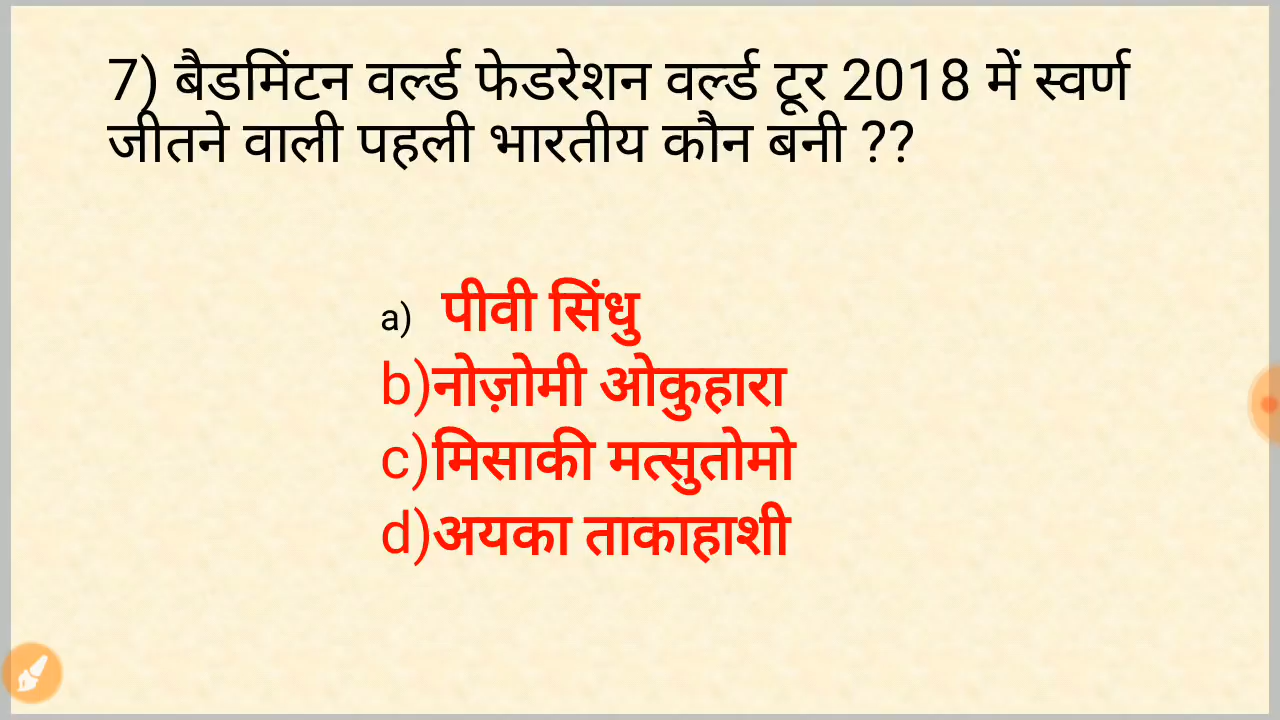 7) बैडमिंटन वर्ल्ड फेडरेशन वर्ल्ड टूर 2018 में स्वर्ण
जीतने वाली पहली भारतीय कौन बनी ??
a) पीवी सिंधु
b)नोज़ोमी ओकुहारा
c)मिसाकी मत्सुतोमो
d)अयका ताकाहाशी